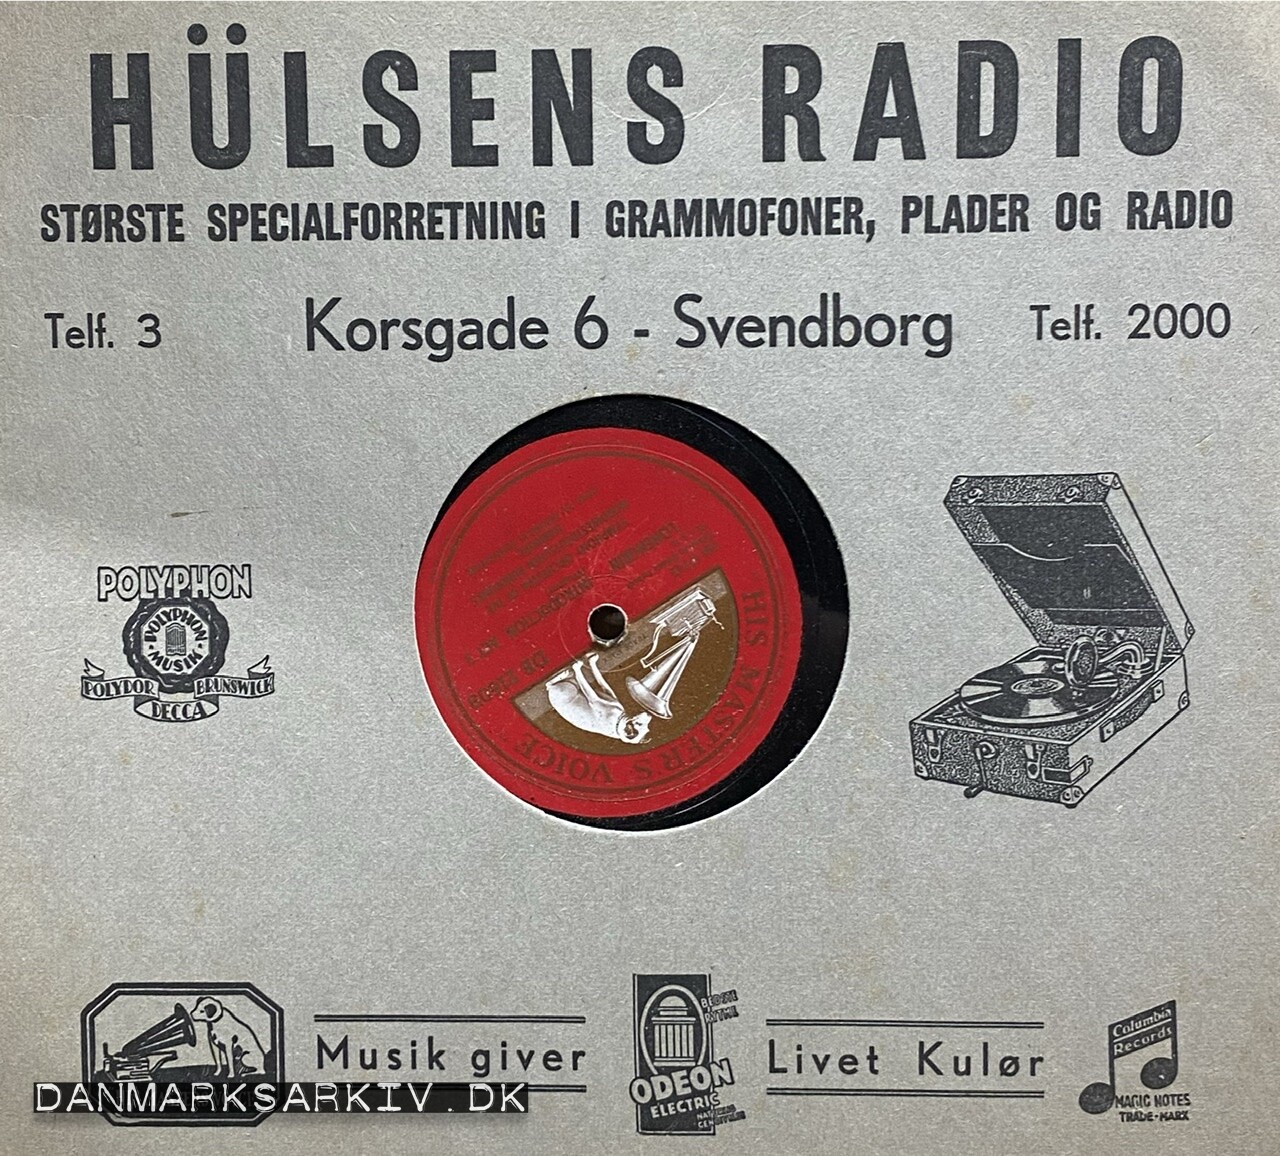 HÜLSENS RADIO
STØRSTE SPECIALFORRETNING I GRAMMOFONER, PLADER OG RADIO
Telf. 3 Korsgade 6 - Svendborg Telf. 2000
HIS MASTER'S VOICE
POLYPHON
POLYPHON
MUSIK
POLYDOR BRUNSWICK
DECCA
Musik giver
BEDSTE
RYTME
ODEON
ELECTRIC
Livet Kulør
Columbia
Records
MAGIC NOTES
TRADE-MARK
DANMARKSARKIV.DK